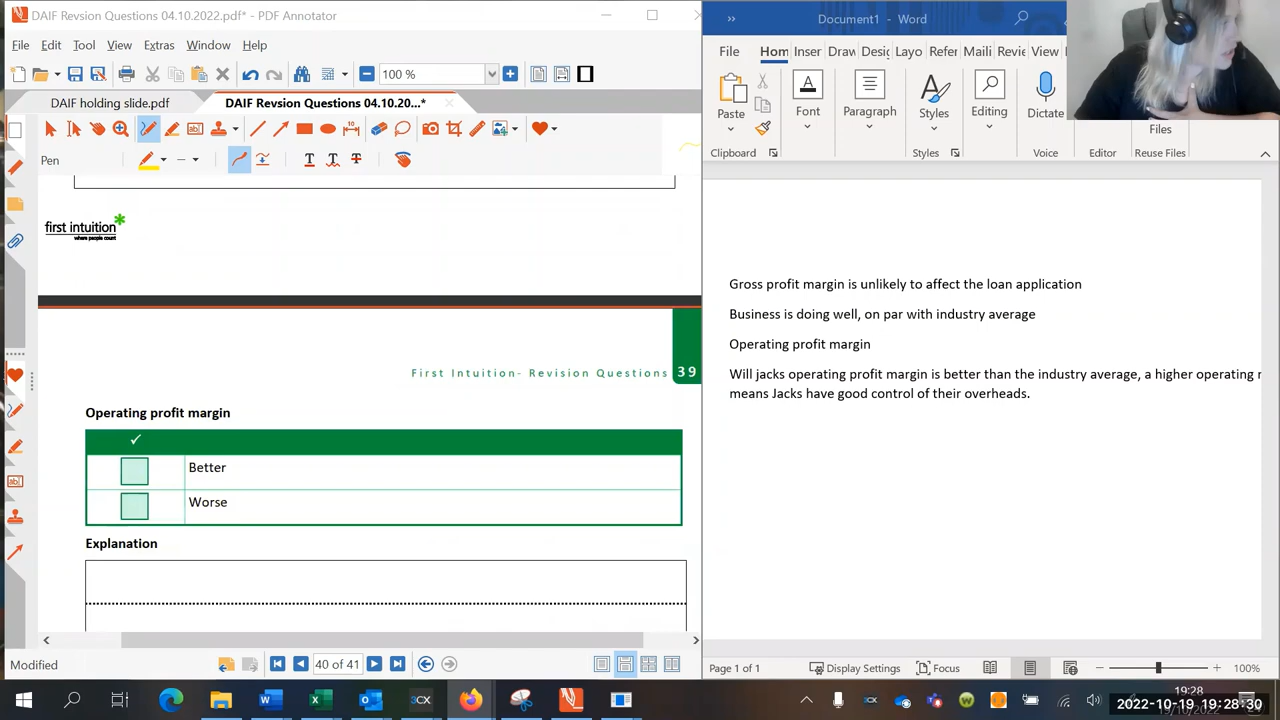 DAIF Revsion Questions 04.10.2022.pdf* - PDF Annotator
File Edit Tool View Extras Window Help
100 %
DAIF holding slide.pdf
DAIF Revsion Questions 04.10.20...*
Pen
first intuition
where people count
First Intuition- Revision Questions 39
Operating profit margin
✓
Better
Worse
Explanation
Modified
40 of 41
Document1 - Word
File Hom Inser Draw Desig Layo Refer Maili Revie View
Paste Font Paragraph Styles Editing Dictate Files
Clipboard Styles Voice Editor Reuse Files
Gross profit margin is unlikely to affect the loan application
Business is doing well, on par with industry average
Operating profit margin
Will jacks operating profit margin is better than the industry average, a higher operating
means Jacks have good control of their overheads.
Page 1 of 1 Display Settings Focus 100%
19:28
2022-10-19 19:28:30